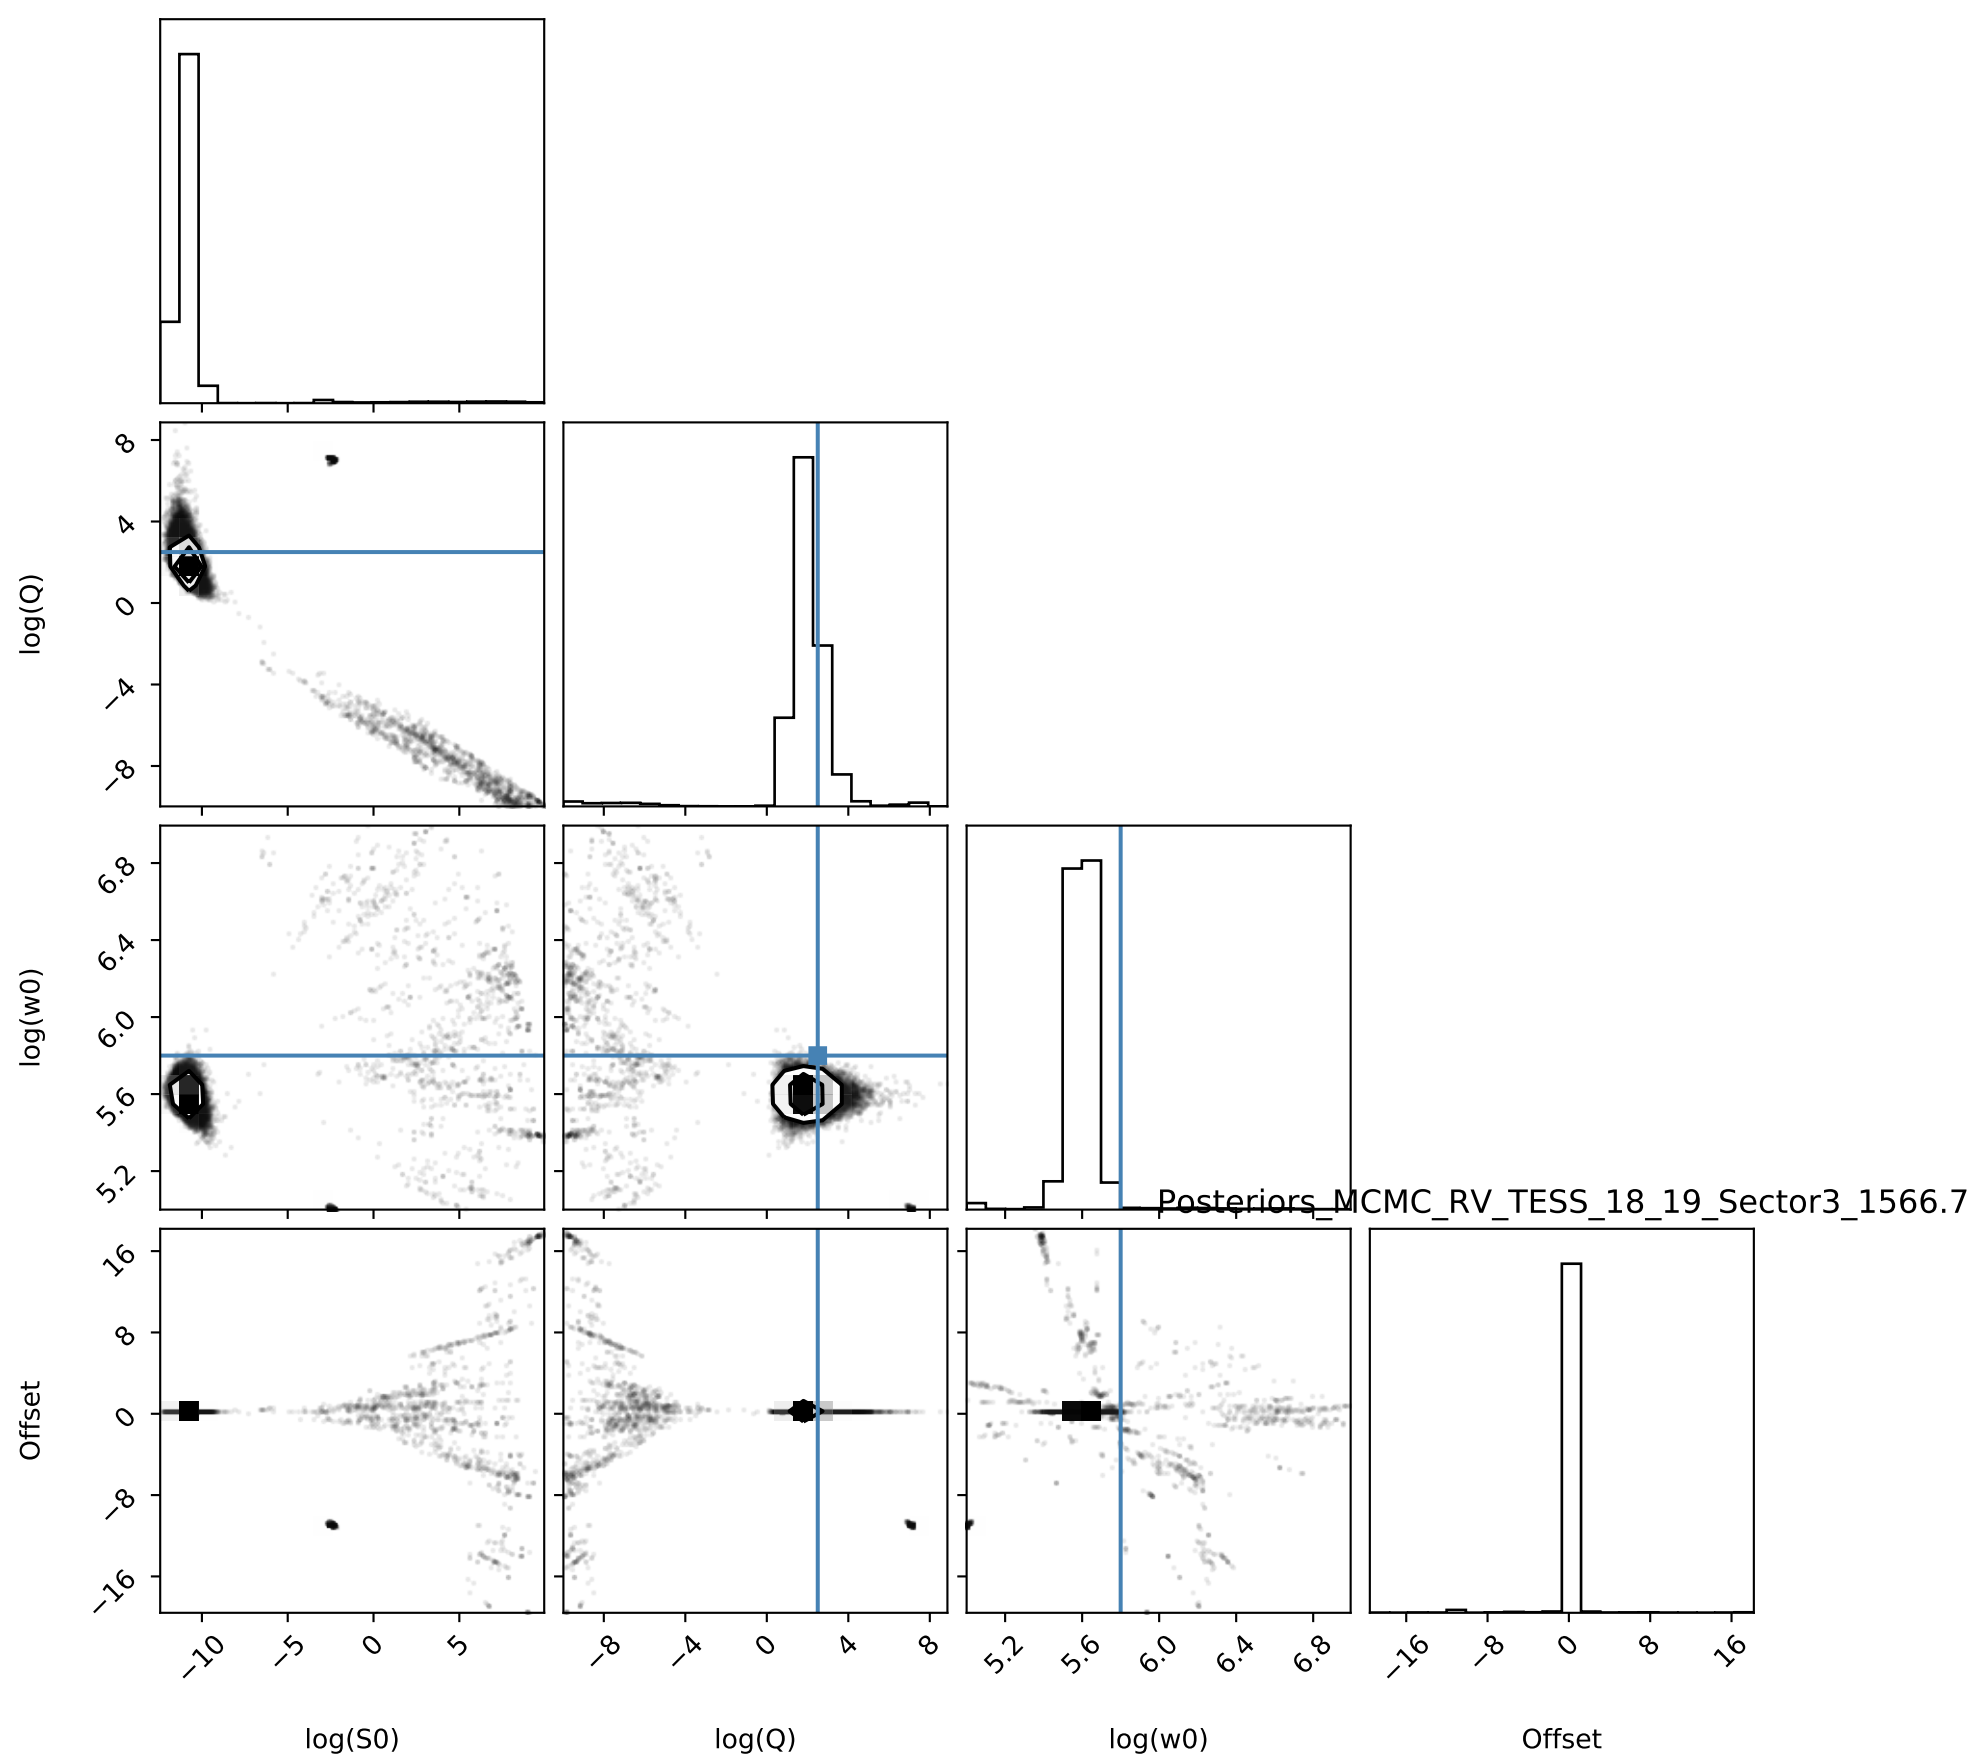 8
4
0
−4
−8
log(Q)
6.8
6.4
6.0
5.6
5.2
log(w0)
Posteriors_MCMC_RV_TESS_18_19_Sector3_1566.7
16
8
0
−8
−16
Offset
−10 −5 0 5 −8 −4 0 4 8 5.2 5.6 6.0 6.4 6.8 −16 −8 0 8 16
log(S0) log(Q) log(w0) Offset